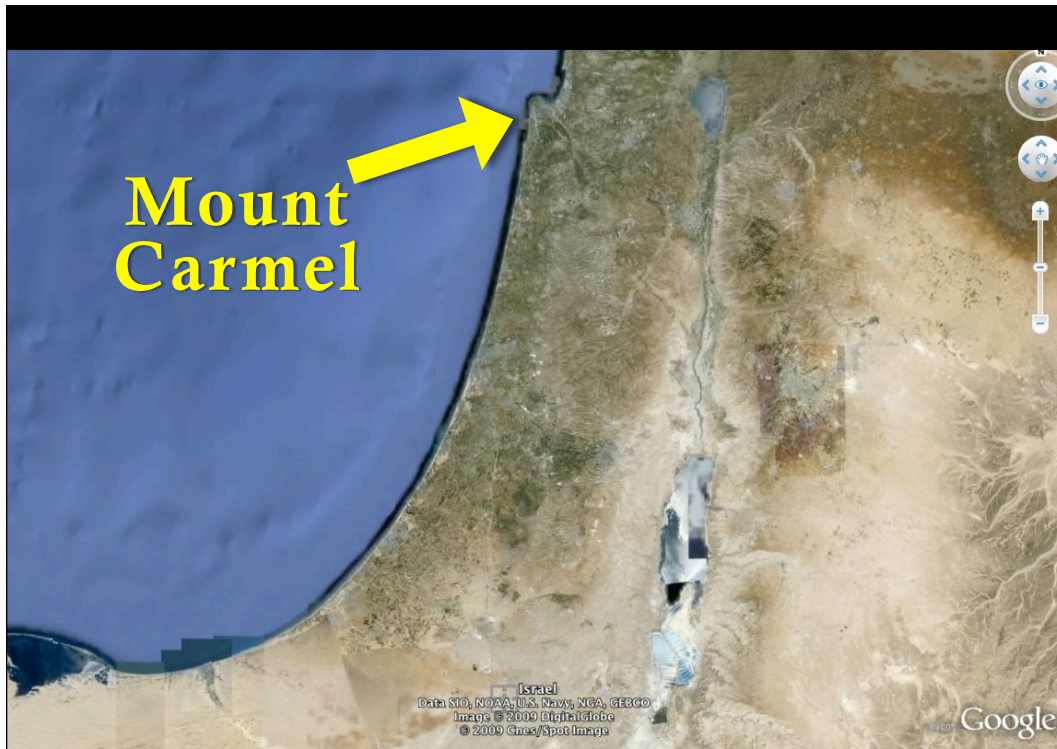 N
Mount
Carmel
Israel
Data SIO, NOAA, U.S. Navy, NGA, GEBCO
Image © 2009 DigitalGlobe
© 2009 Cnes/Spot Image
Google